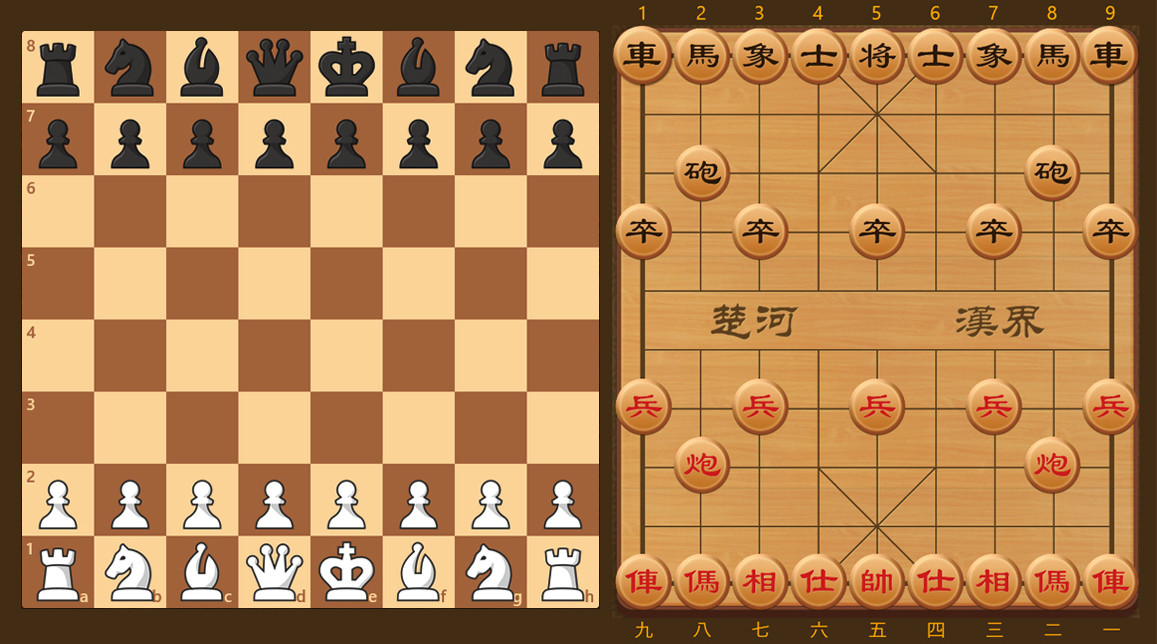 8
7
6
5
4
3
2
1
a b c d e f g h
1 2 3 4 5 6 7 8 9
車 馬 象 士 将 士 象 馬 車
砲 砲
卒 卒 卒 卒 卒
楚河 漢界
兵 兵 兵 兵 兵
炮 炮
俥 傌 相 仕 帥 仕 相 傌 俥
九 八 七 六 五 四 三 二 一